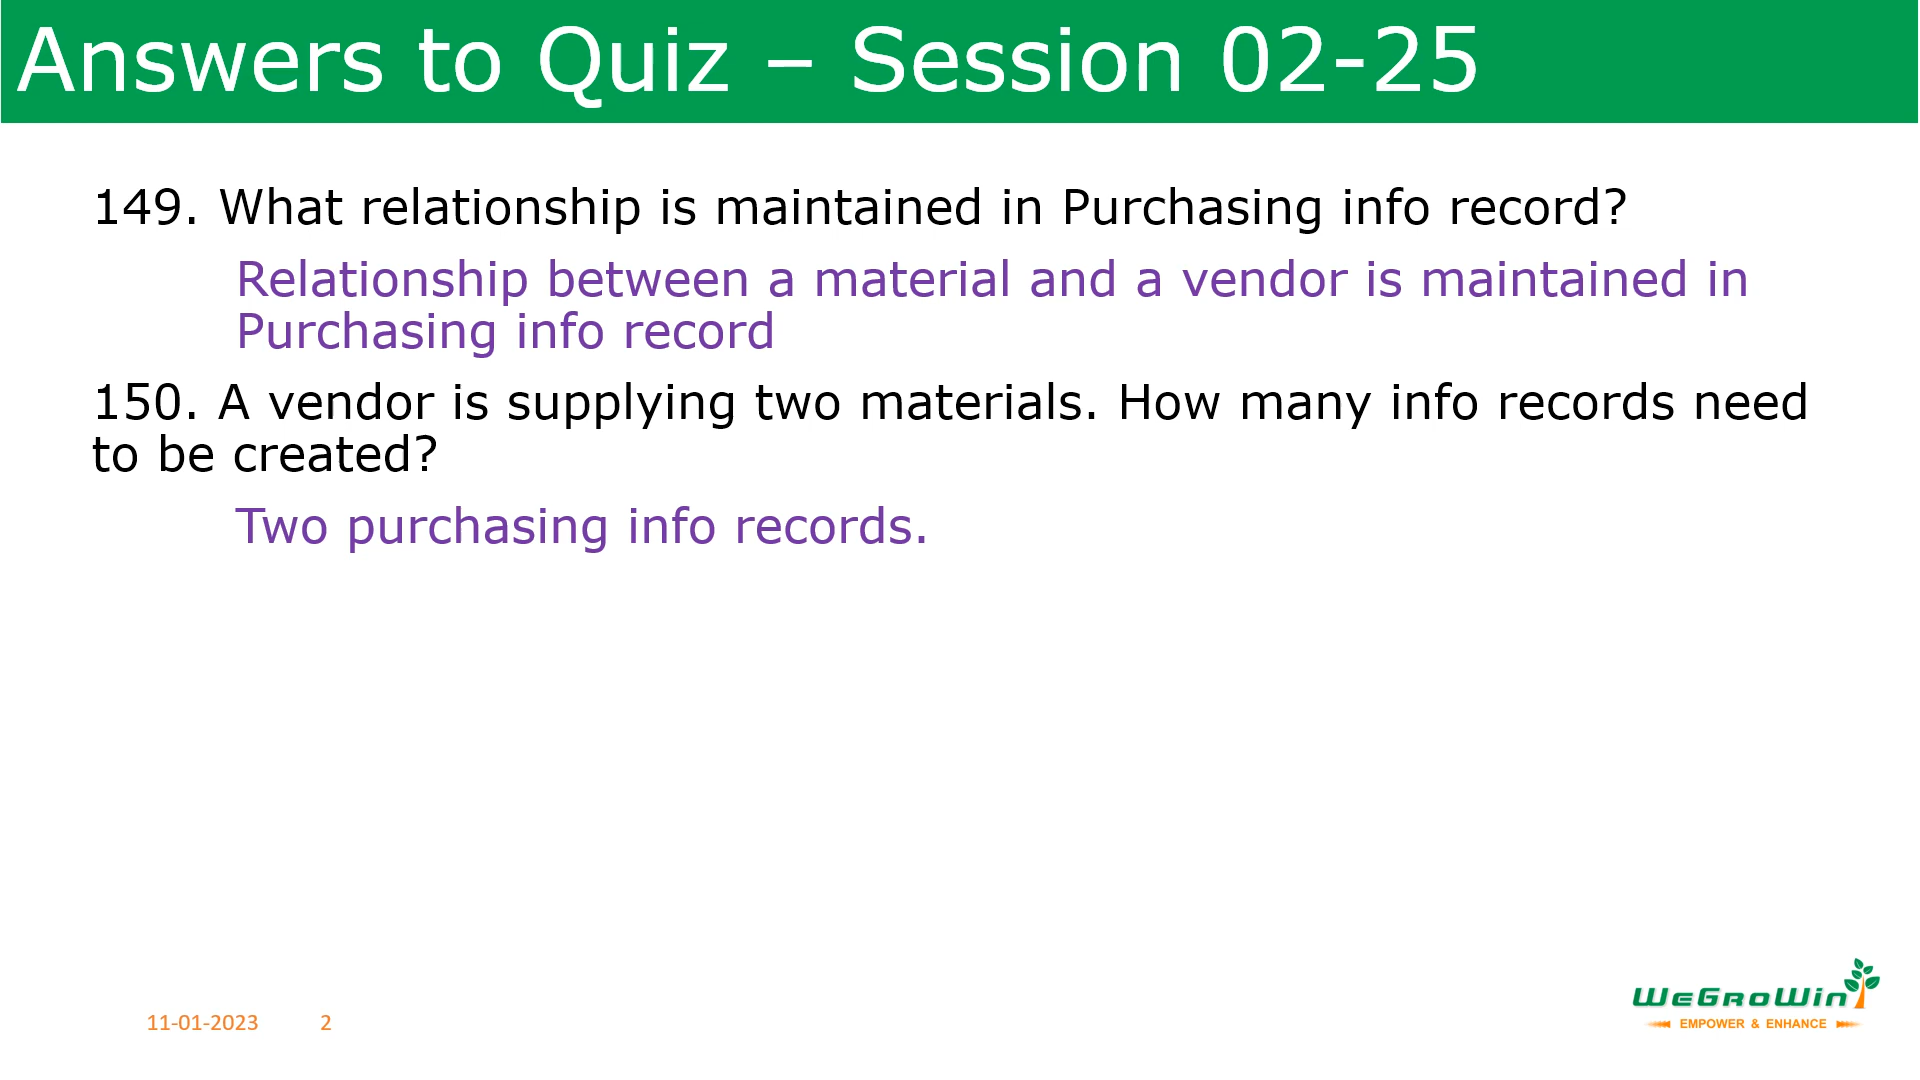 Answers to Quiz – Session 02-25
149. What relationship is maintained in Purchasing info record?
Relationship between a material and a vendor is maintained in
Purchasing info record
150. A vendor is supplying two materials. How many info records need
to be created?
Two purchasing info records.
11-01-2023 2
WeGroWin
EMPOWER & ENHANCE